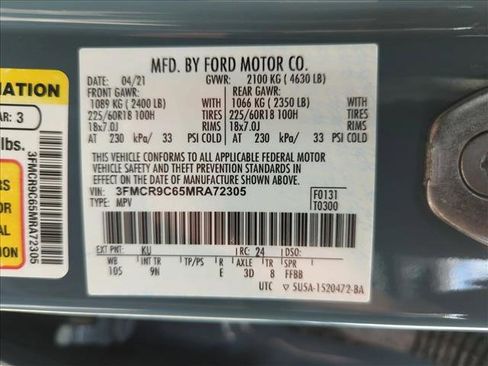 MFD. BY FORD MOTOR CO.
DATE: 04/21 GVWR: 2100 KG ( 4630 LB)
FRONT GAWR: REAR GAWR:
1089 KG ( 2400 LB) WITH 1066 KG ( 2350 LB) WITH
225/60R18 100H TIRES 225/60R18 100H TIRES
18x7.0J RIMS 18x7.0J RIMS
AT 230 kPa/ 33 PSI COLD AT 230 kPa/ 33 PSI COLD
THIS VEHICLE CONFORMS TO ALL APPLICABLE FEDERAL MOTOR
VEHICLE SAFETY AND THEFT PREVENTION STANDARDS IN
EFFECT ON THE DATE OF MANUFACTURE SHOWN ABOVE.
VIN: 3FMCR9C65MRA72305 F0131
TYPE: MPV T0300
EXT PNT: KU RC: 24 DSO:
WB INT TR TP/PS R AXLE TR SPR
105 9N E 3D 8 FFBB
UTC 5U5A-1520472-BA
MATION
AR: 3
lbs.
3FMCR9C65MRA72305